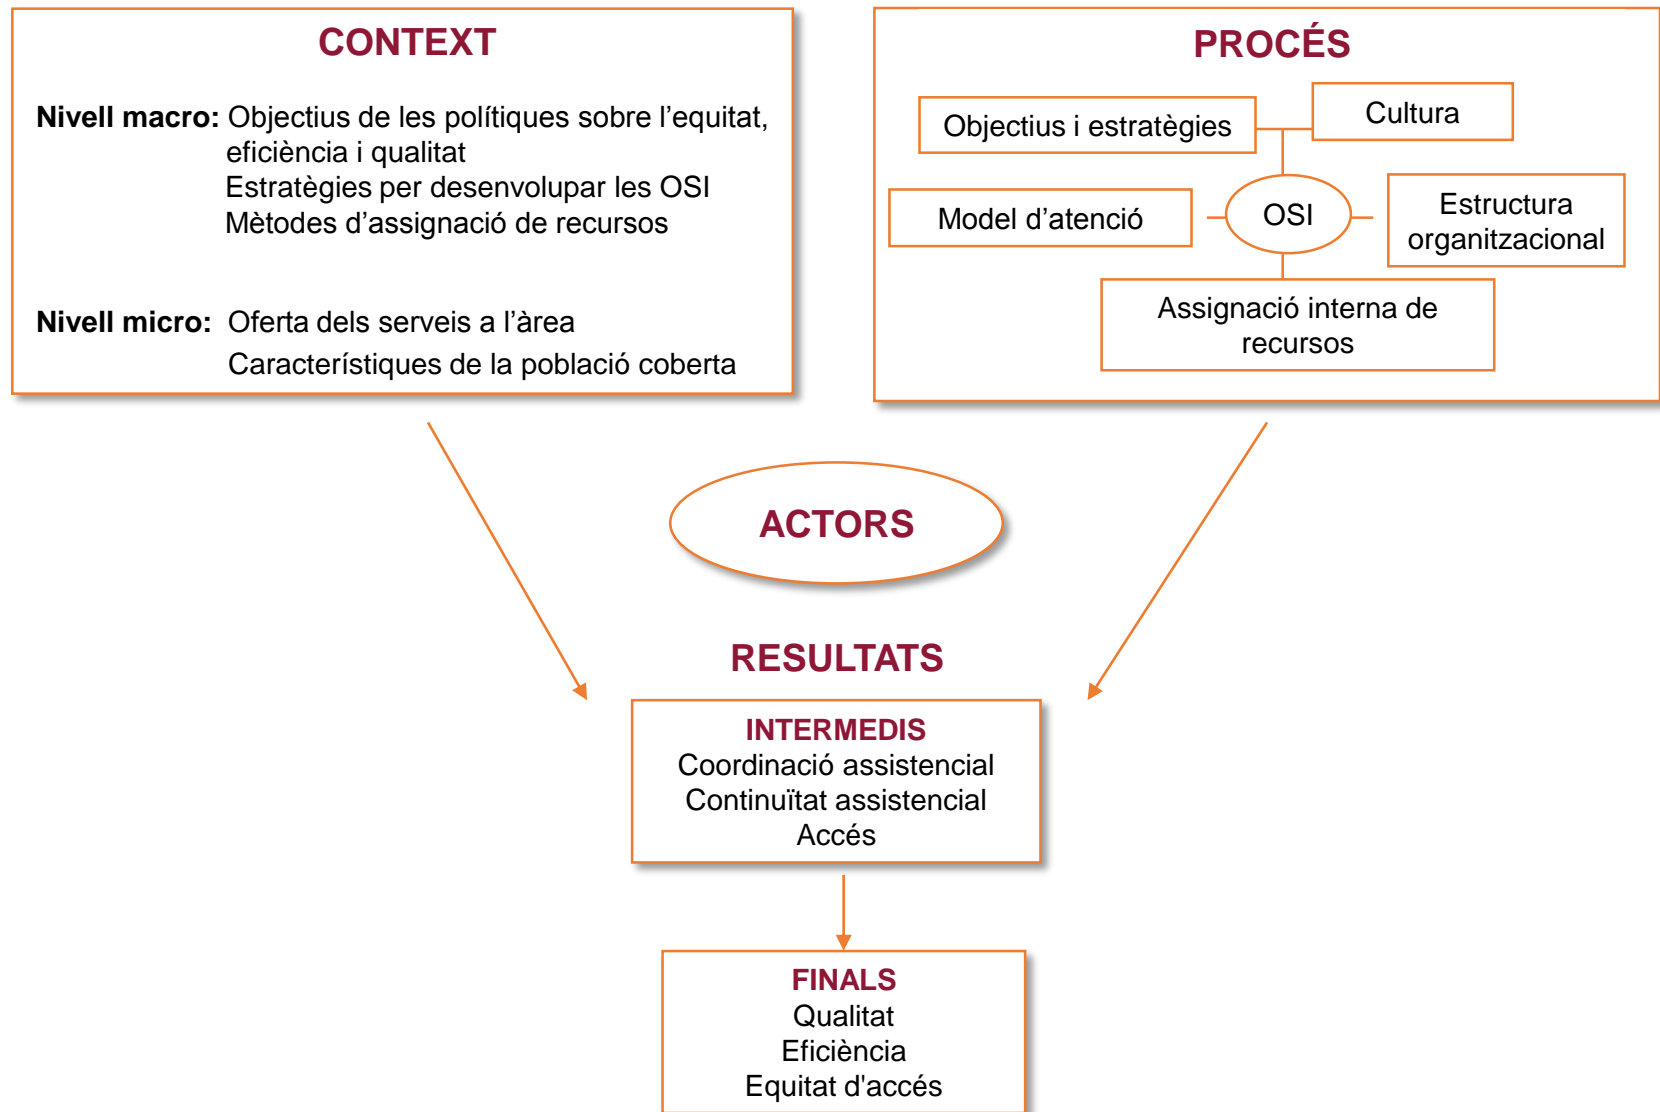 CONTEXT
Nivell macro: Objectius de les polítiques sobre l’equitat,
eficiència i qualitat
Estratègies per desenvolupar les OSI
Mètodes d’assignació de recursos
Nivell micro: Oferta dels serveis a l’àrea
Característiques de la població coberta
PROCÉS
Objectius i estratègies
Cultura
Model d’atenció
OSI
Estructura
organitzacional
Assignació interna de
recursos
ACTORS
RESULTATS
INTERMEDIS
Coordinació assistencial
Continuïtat assistencial
Accés
FINALS
Qualitat
Eficiència
Equitat d'accés